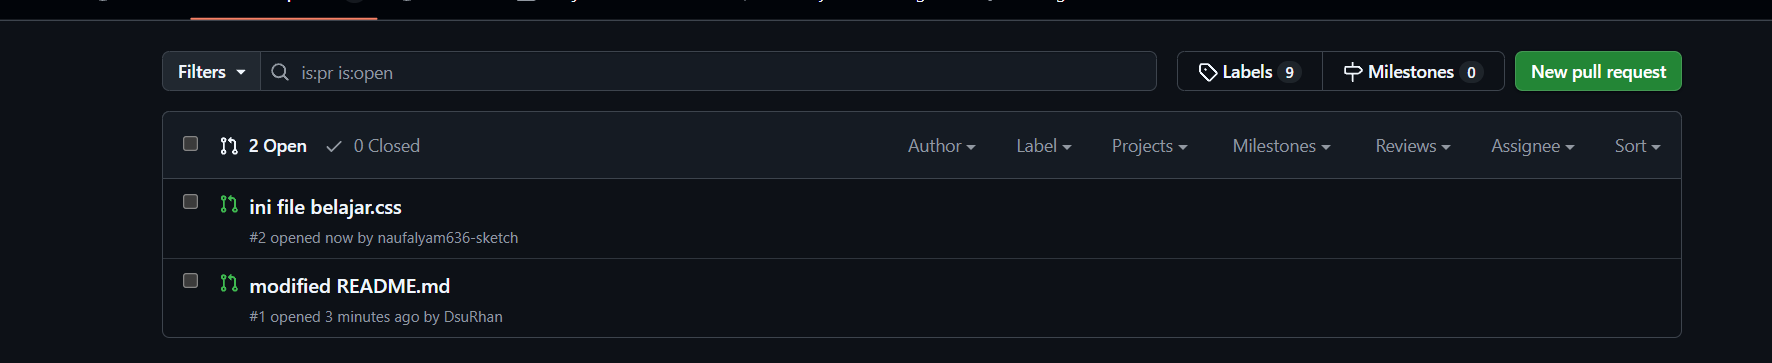 Filters is:pr is:open Labels 9 Milestones 0 New pull request
2 Open 0 Closed Author Label Projects Milestones Reviews Assignee Sort
ini file belajar.css
#2 opened now by naufalyam636-sketch
modified README.md
#1 opened 3 minutes ago by DsuRhan